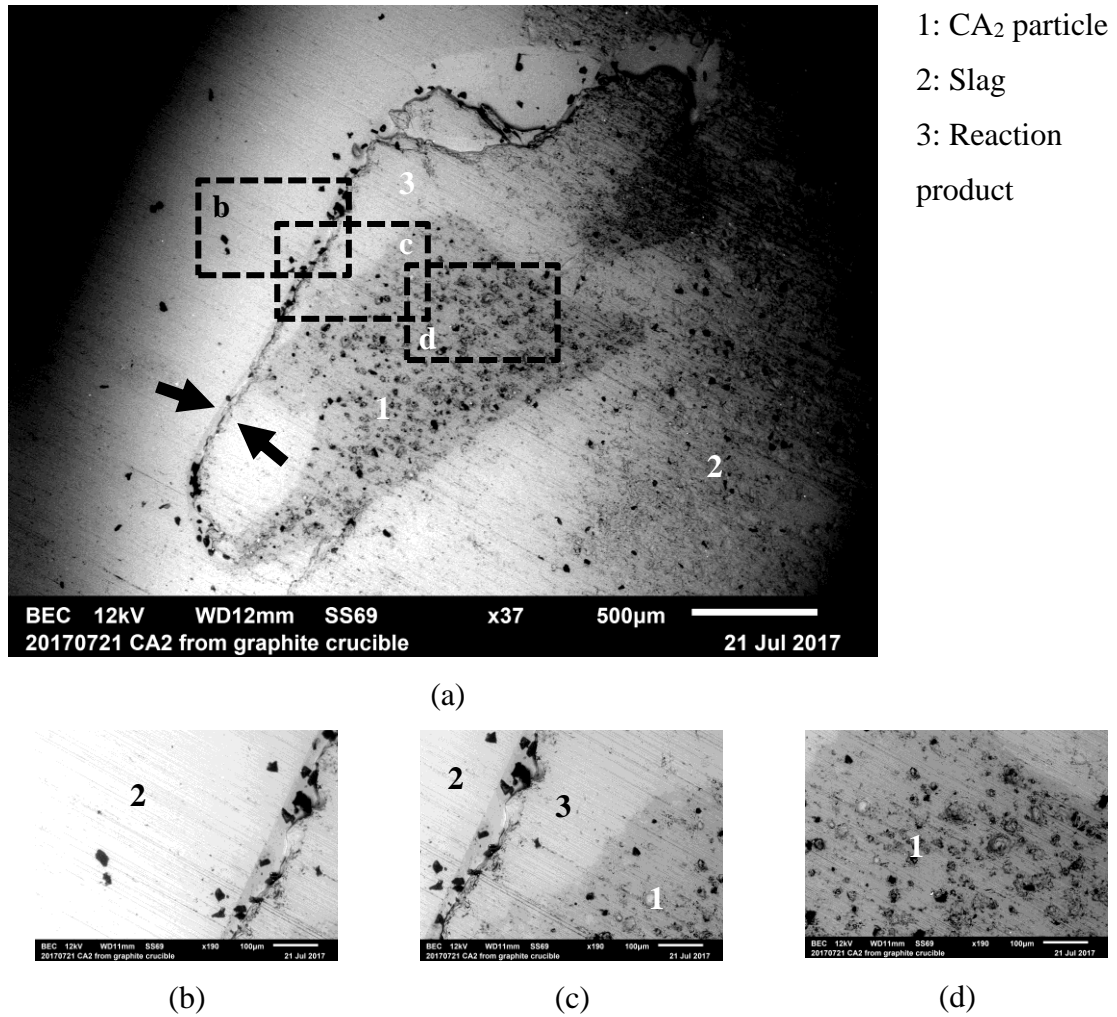 1: CA₂ particle
2: Slag
3: Reaction
product
b
3
c
d
1
2
BEC 12kV WD12mm SS69 x37 500μm
20170721 CA2 from graphite crucible 21 Jul 2017
(a)
2
BEC 12kV WD11mm SS69 x190 100μm
20170721 CA2 from graphite crucible 21 Jul 2017
(b)
2
3
1
BEC 12kV WD11mm SS69 x190 100μm
20170721 CA2 from graphite crucible 21 Jul 2017
(c)
1
BEC 12kV WD11mm SS69 x190 100μm
20170721 CA2 from graphite crucible 21 Jul 2017
(d)